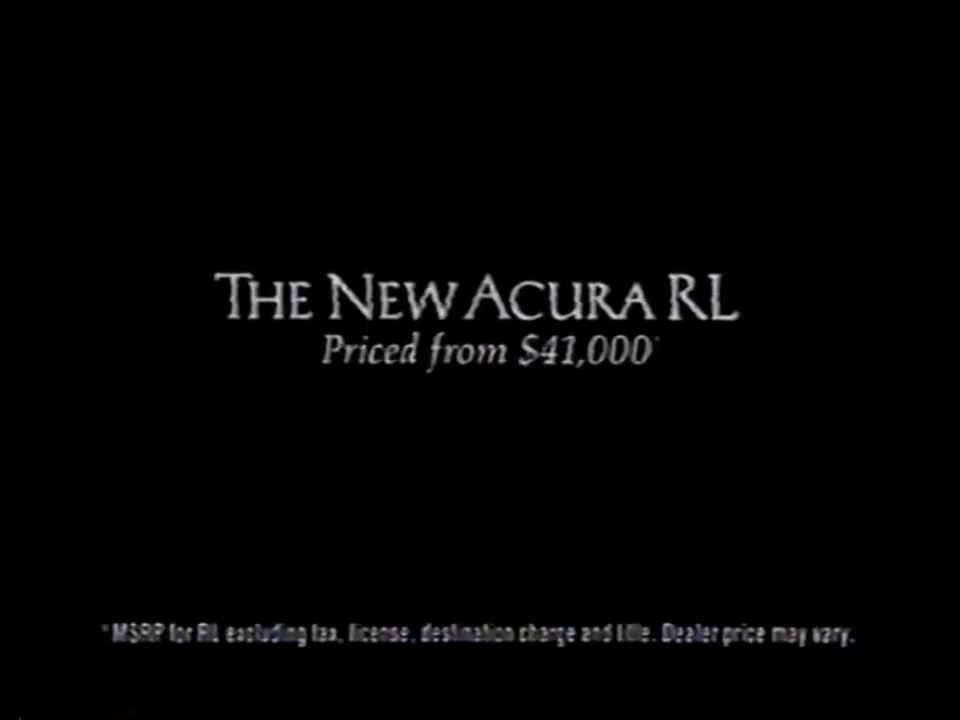 THE NEW ACURA RL
Priced from $41,000*
*MSRP for RL excluding tax, license, destination charge and title. Dealer price may vary.